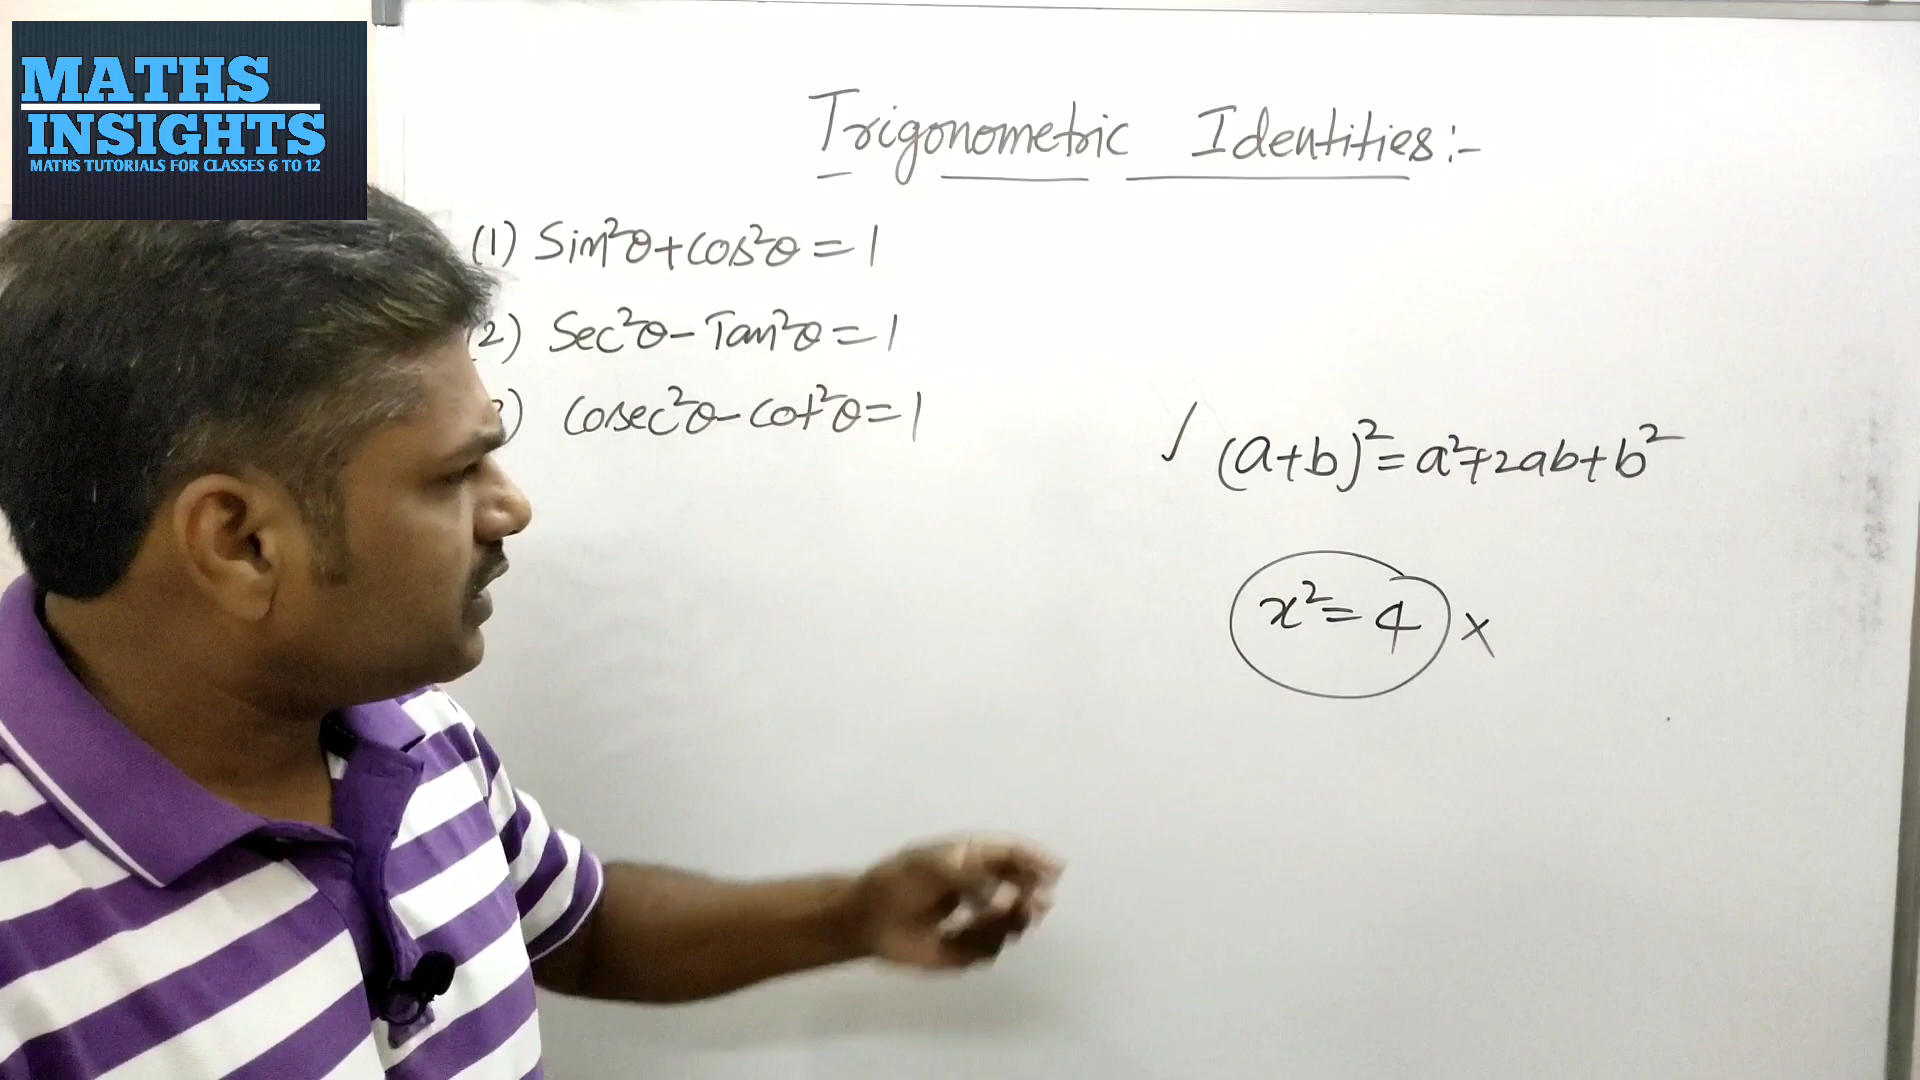 MATHS
INSIGHTS
MATHS TUTORIALS FOR CLASSES 6 TO 12
Trigonometric Identities:-
(1) Sin²θ+cos²θ=1
2) Sec²θ-Tan²θ=1
) cosec²θ-cot²θ=1
✓ (a+b)²=a²+2ab+b²
x²=4 ×